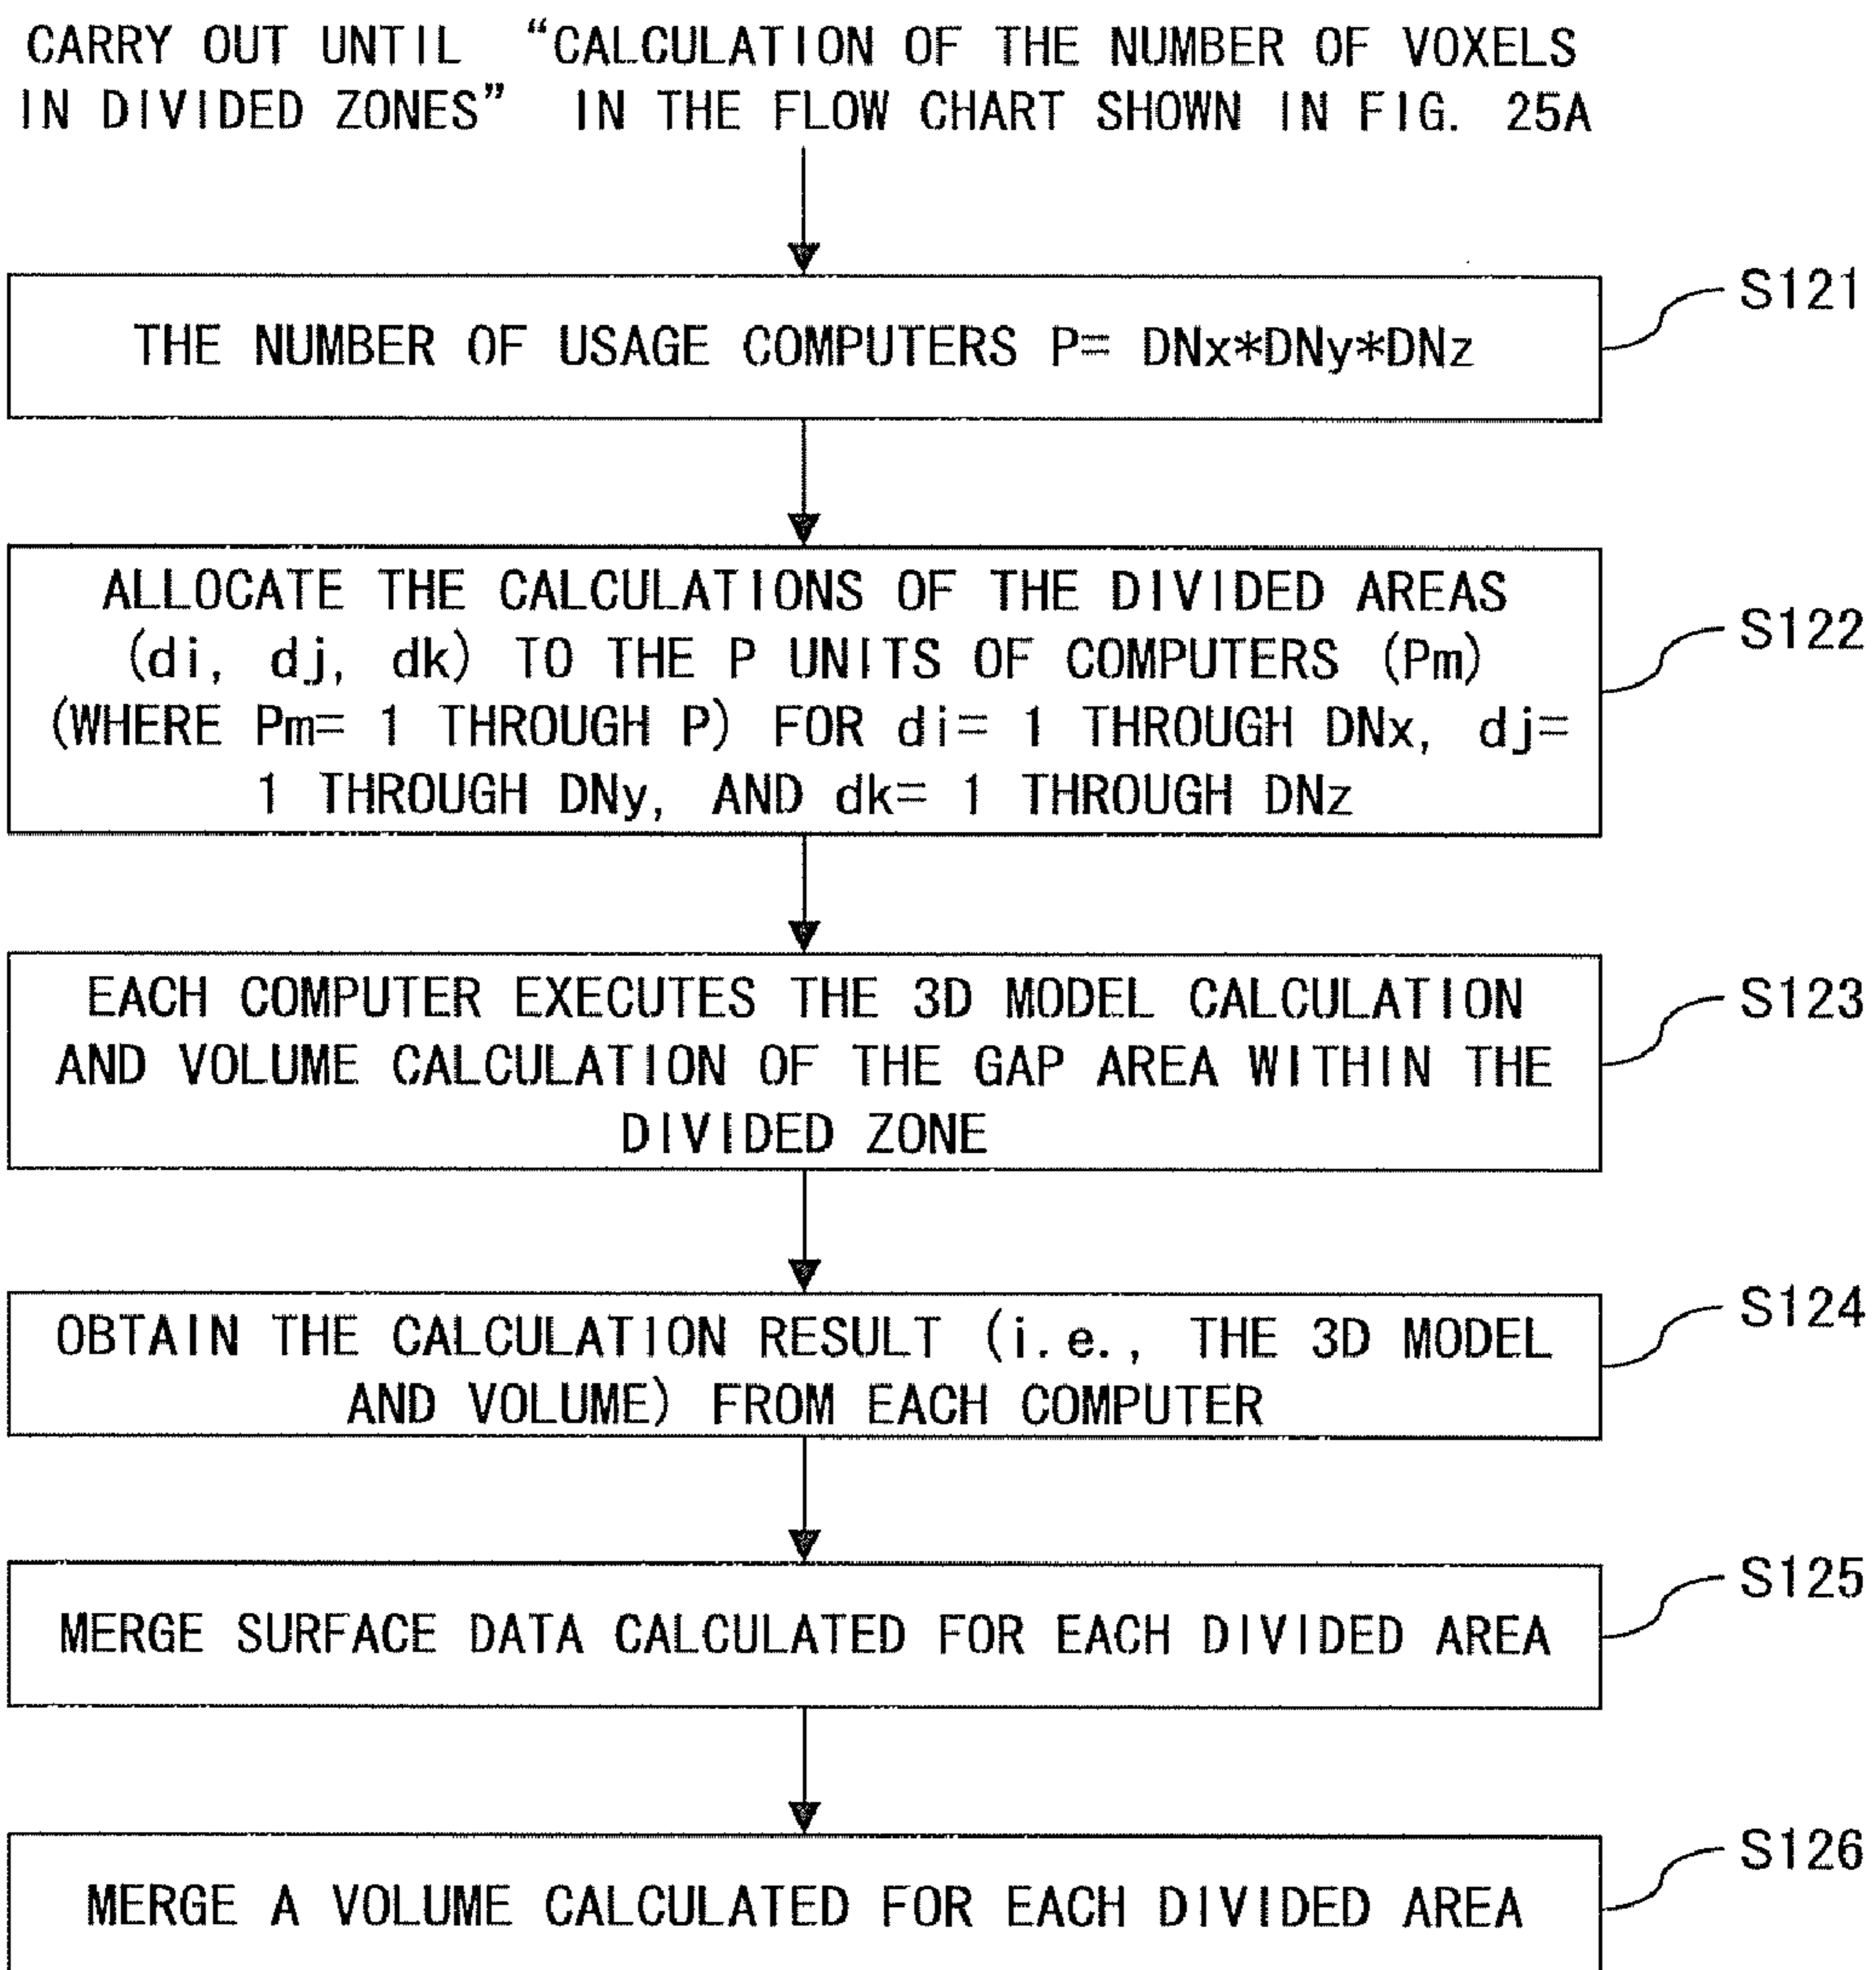 CARRY OUT UNTIL “CALCULATION OF THE NUMBER OF VOXELS
IN DIVIDED ZONES” IN THE FLOW CHART SHOWN IN FIG. 25A
S121
THE NUMBER OF USAGE COMPUTERS P= DNx*DNy*DNz
ALLOCATE THE CALCULATIONS OF THE DIVIDED AREAS
S122
(di, dj, dk) TO THE P UNITS OF COMPUTERS (Pm)
(WHERE Pm= 1 THROUGH P) FOR di= 1 THROUGH DNx, dj=
1 THROUGH DNy, AND dk= 1 THROUGH DNz
EACH COMPUTER EXECUTES THE 3D MODEL CALCULATION
S123
AND VOLUME CALCULATION OF THE GAP AREA WITHIN THE
DIVIDED ZONE
S124
OBTAIN THE CALCULATION RESULT (i.e., THE 3D MODEL
AND VOLUME) FROM EACH COMPUTER
S125
MERGE SURFACE DATA CALCULATED FOR EACH DIVIDED AREA
S126
MERGE A VOLUME CALCULATED FOR EACH DIVIDED AREA